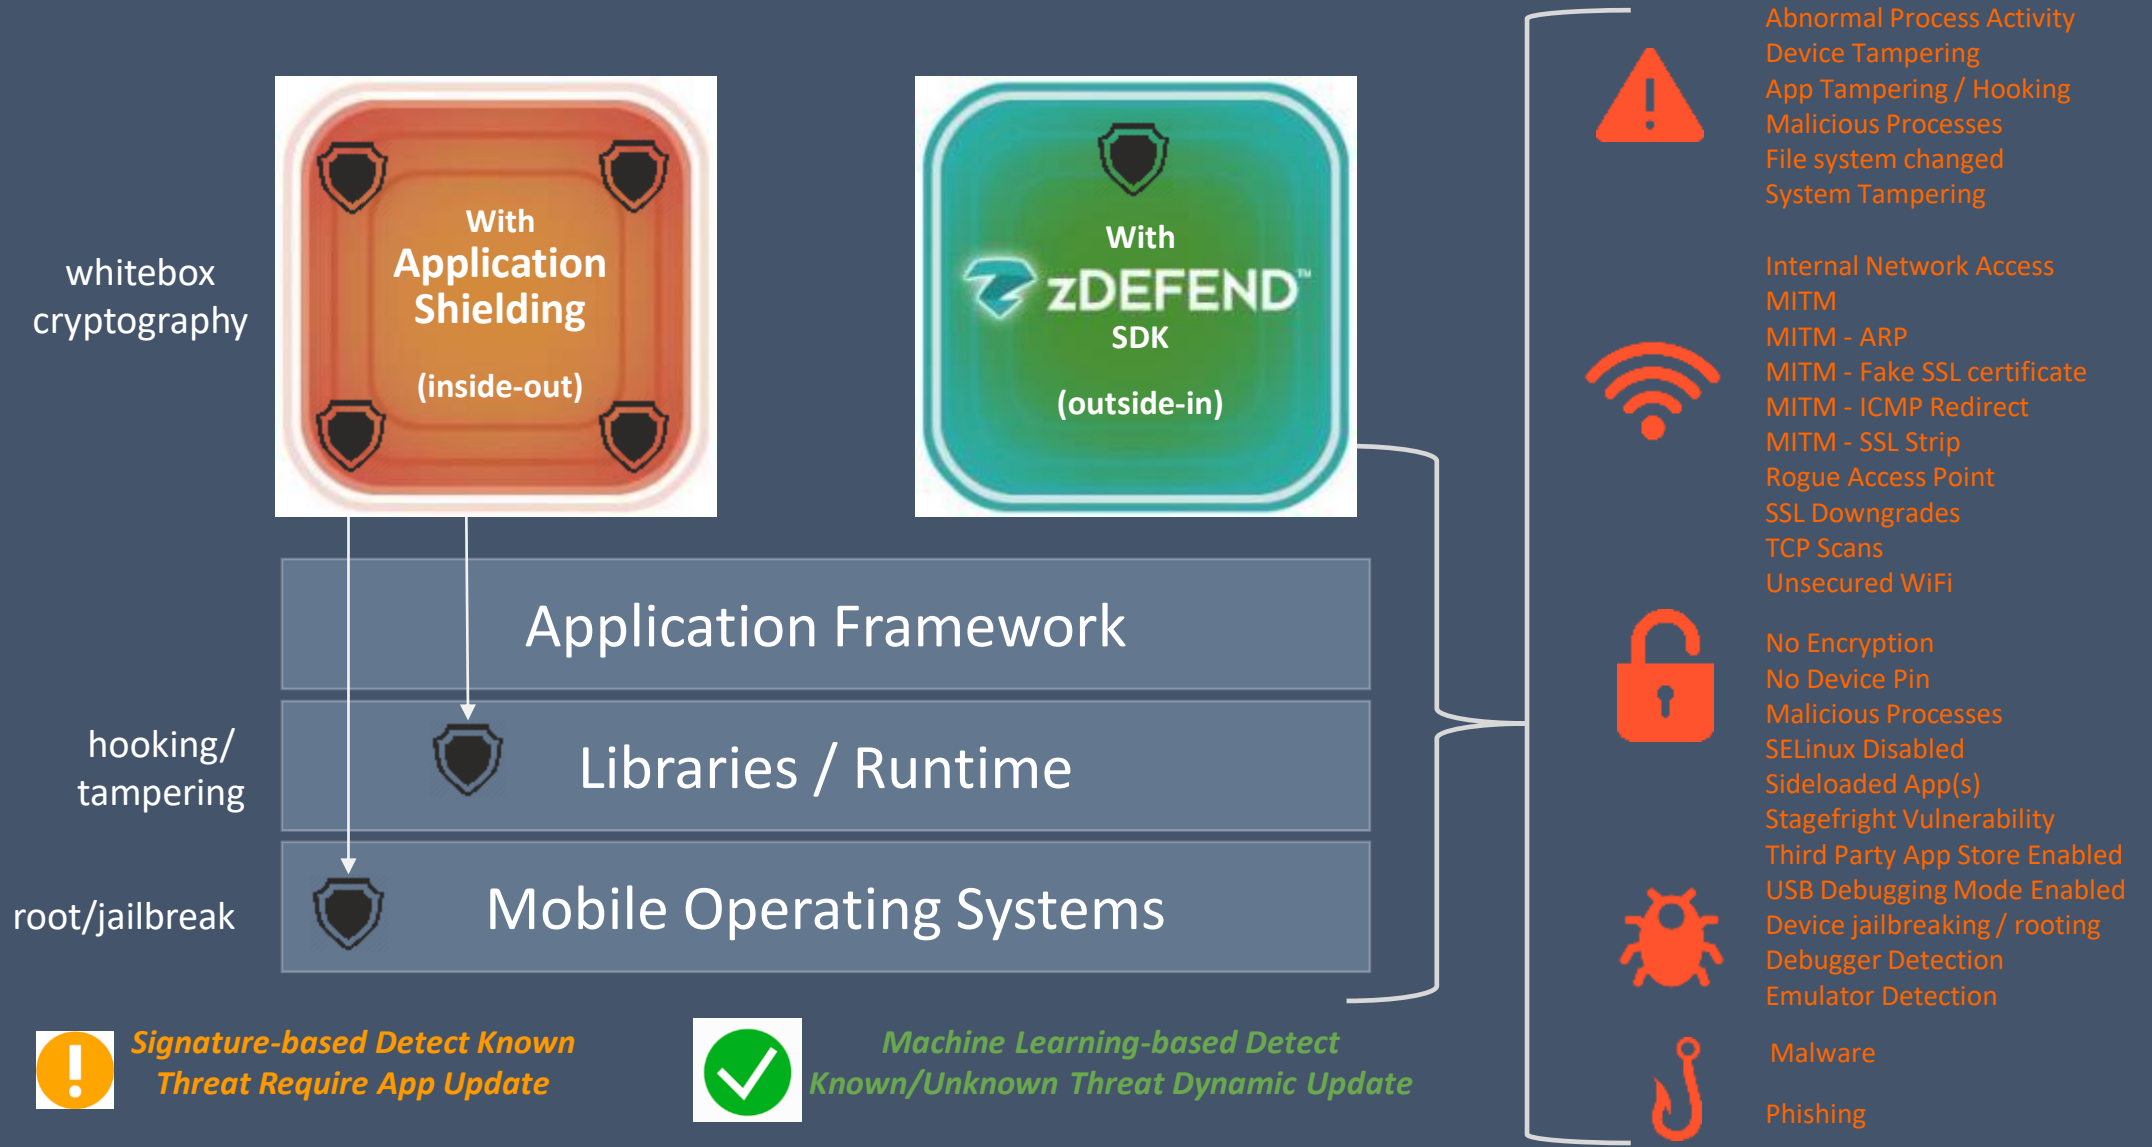 whitebox
cryptography
With
Application
Shielding
(inside-out)
With
zDEFEND™
SDK
(outside-in)
Application Framework
hooking/
tampering
Libraries / Runtime
root/jailbreak
Mobile Operating Systems
Signature-based Detect Known
Threat Require App Update
Machine Learning-based Detect
Known/Unknown Threat Dynamic Update
Abnormal Process Activity
Device Tampering
App Tampering / Hooking
Malicious Processes
File system changed
System Tampering
Internal Network Access
MITM
MITM - ARP
MITM - Fake SSL certificate
MITM - ICMP Redirect
MITM - SSL Strip
Rogue Access Point
SSL Downgrades
TCP Scans
Unsecured WiFi
No Encryption
No Device Pin
Malicious Processes
SELinux Disabled
Sideloaded App(s)
Stagefright Vulnerability
Third Party App Store Enabled
USB Debugging Mode Enabled
Device jailbreaking / rooting
Debugger Detection
Emulator Detection
Malware
Phishing